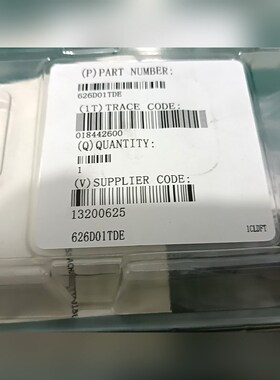 (P)PART NUMBER:
626D01TDE
(1T)TRACE CODE:
018442600
(Q)QUANTITY:
1
(V)SUPPLIER CODE:
13200625
626D01TDE
1CLDFT